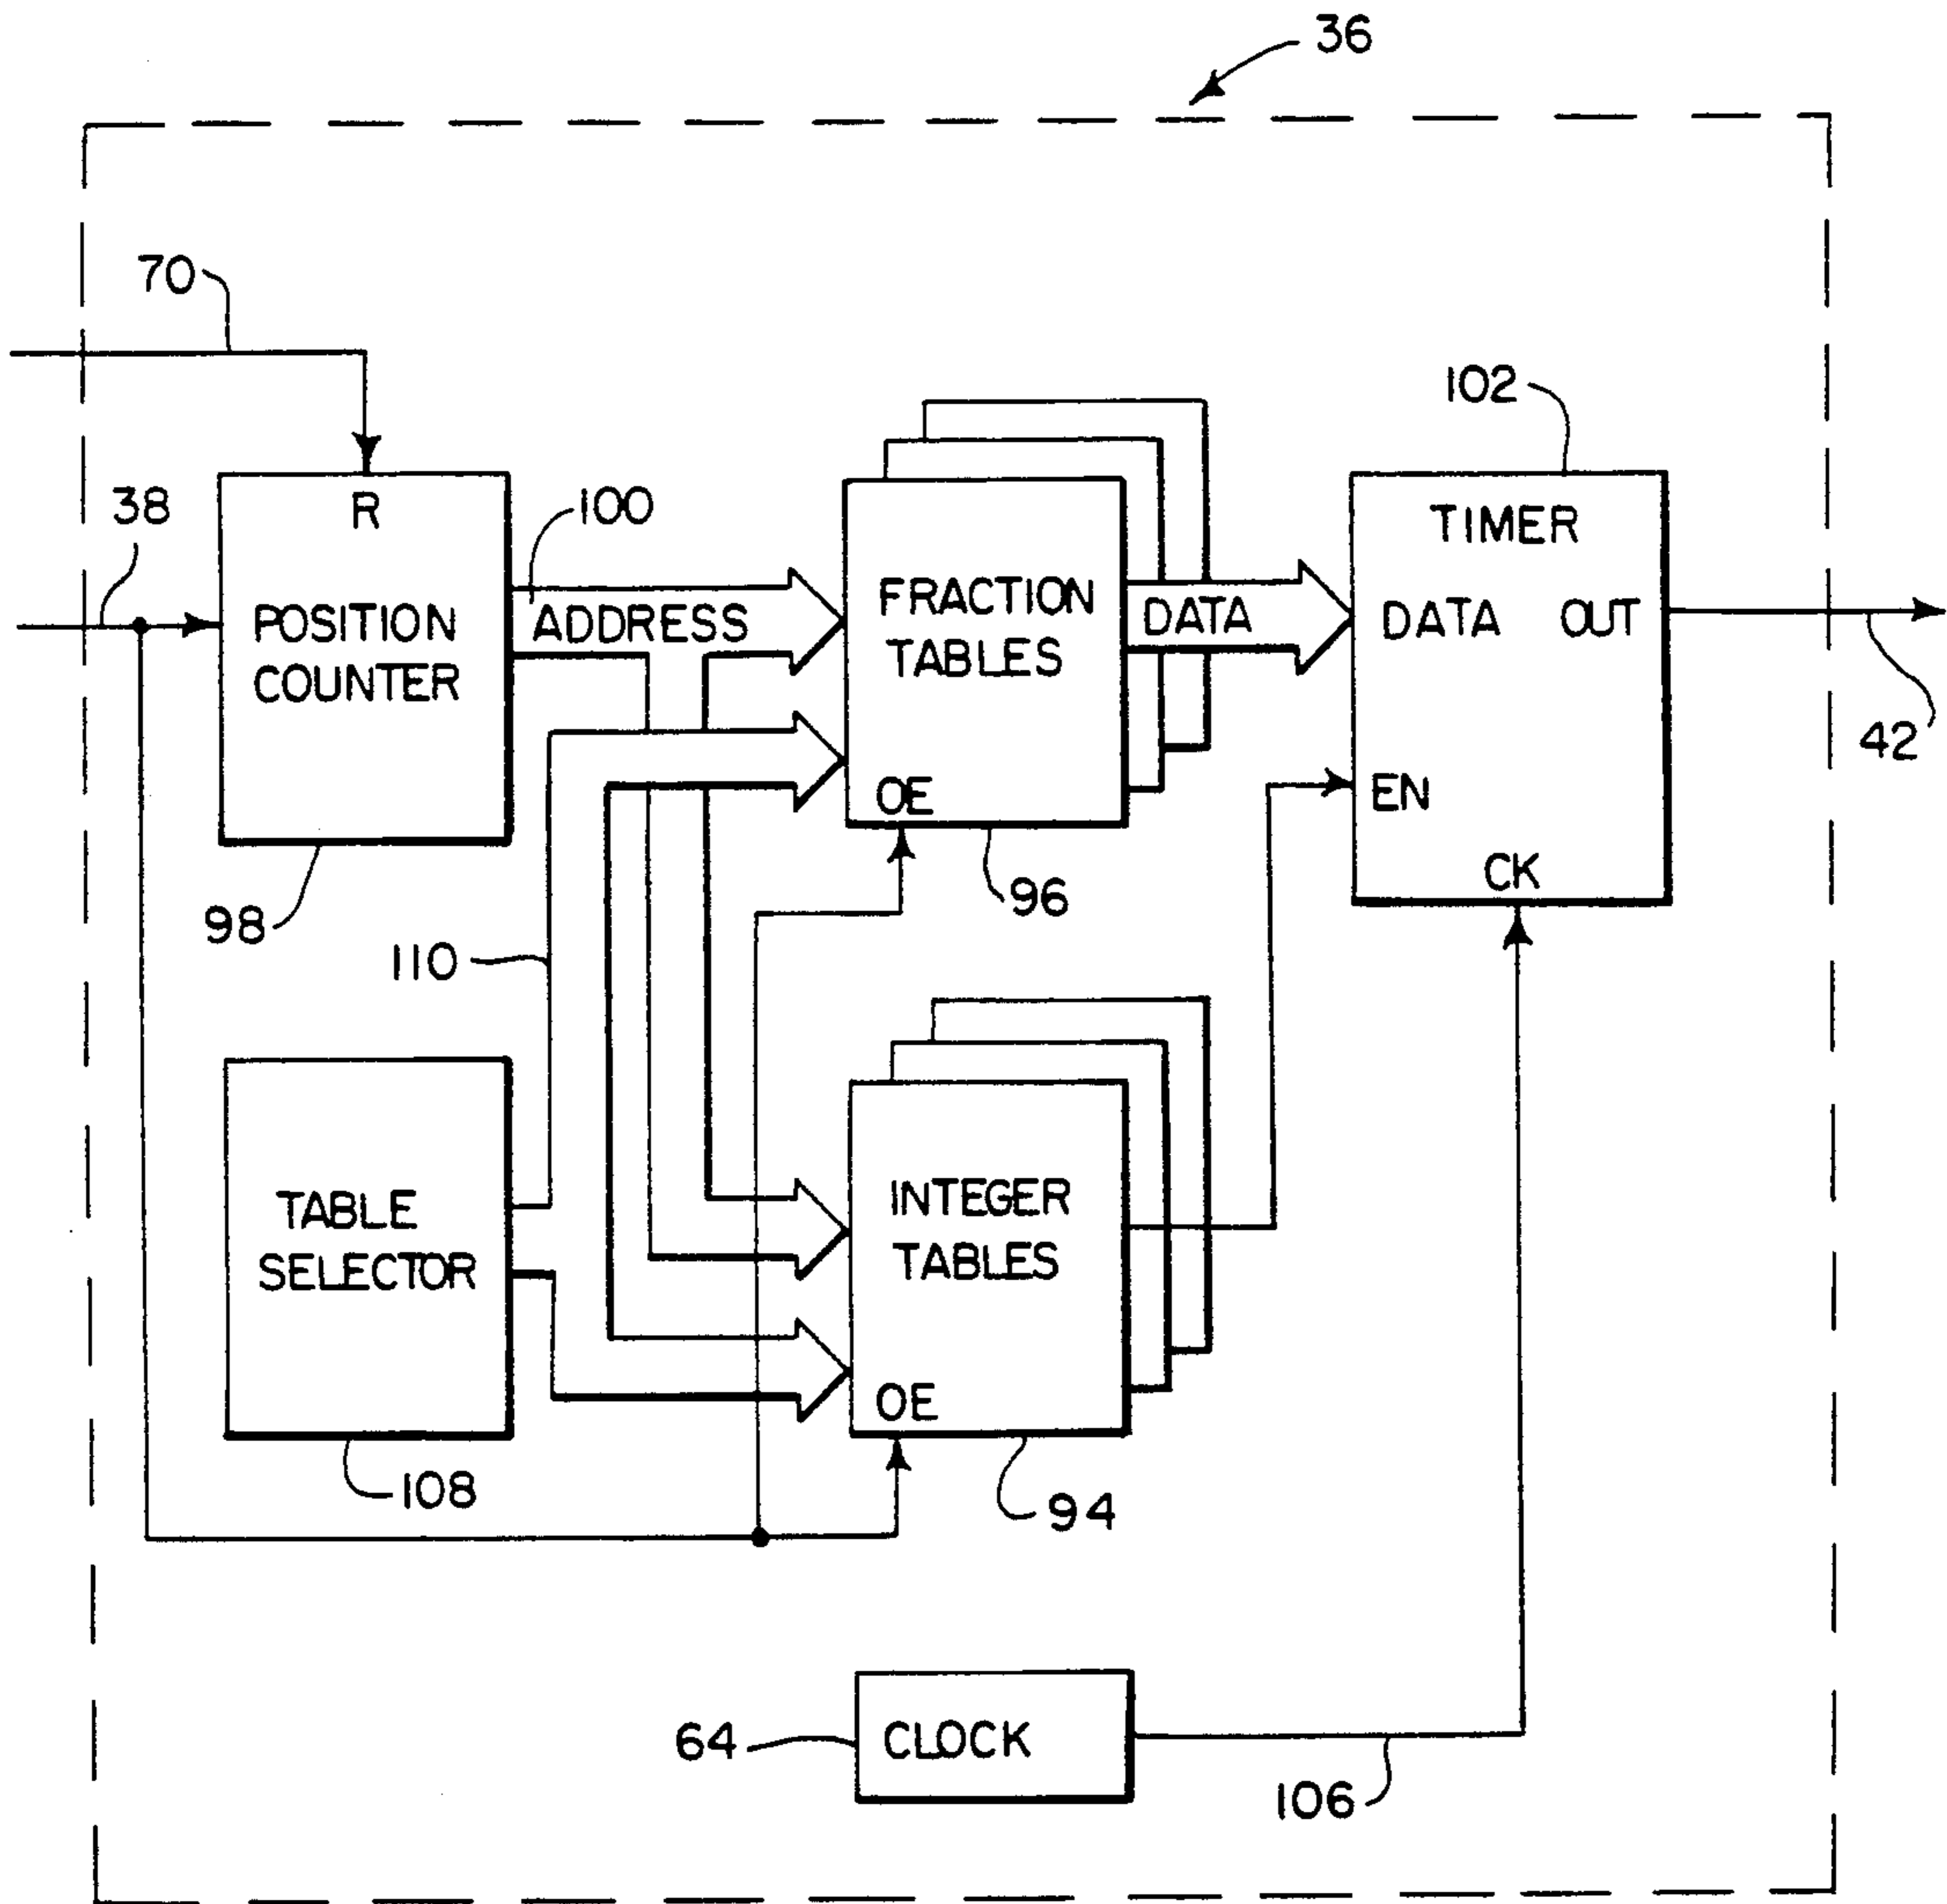 36
70
102
38
R
100
TIMER
POSITION
COUNTER
ADDRESS
FRACTION
TABLES
DATA
DATA OUT
42
OE
EN
CK
98
96
110
TABLE
SELECTOR
INTEGER
TABLES
OE
108
94
64
CLOCK
106